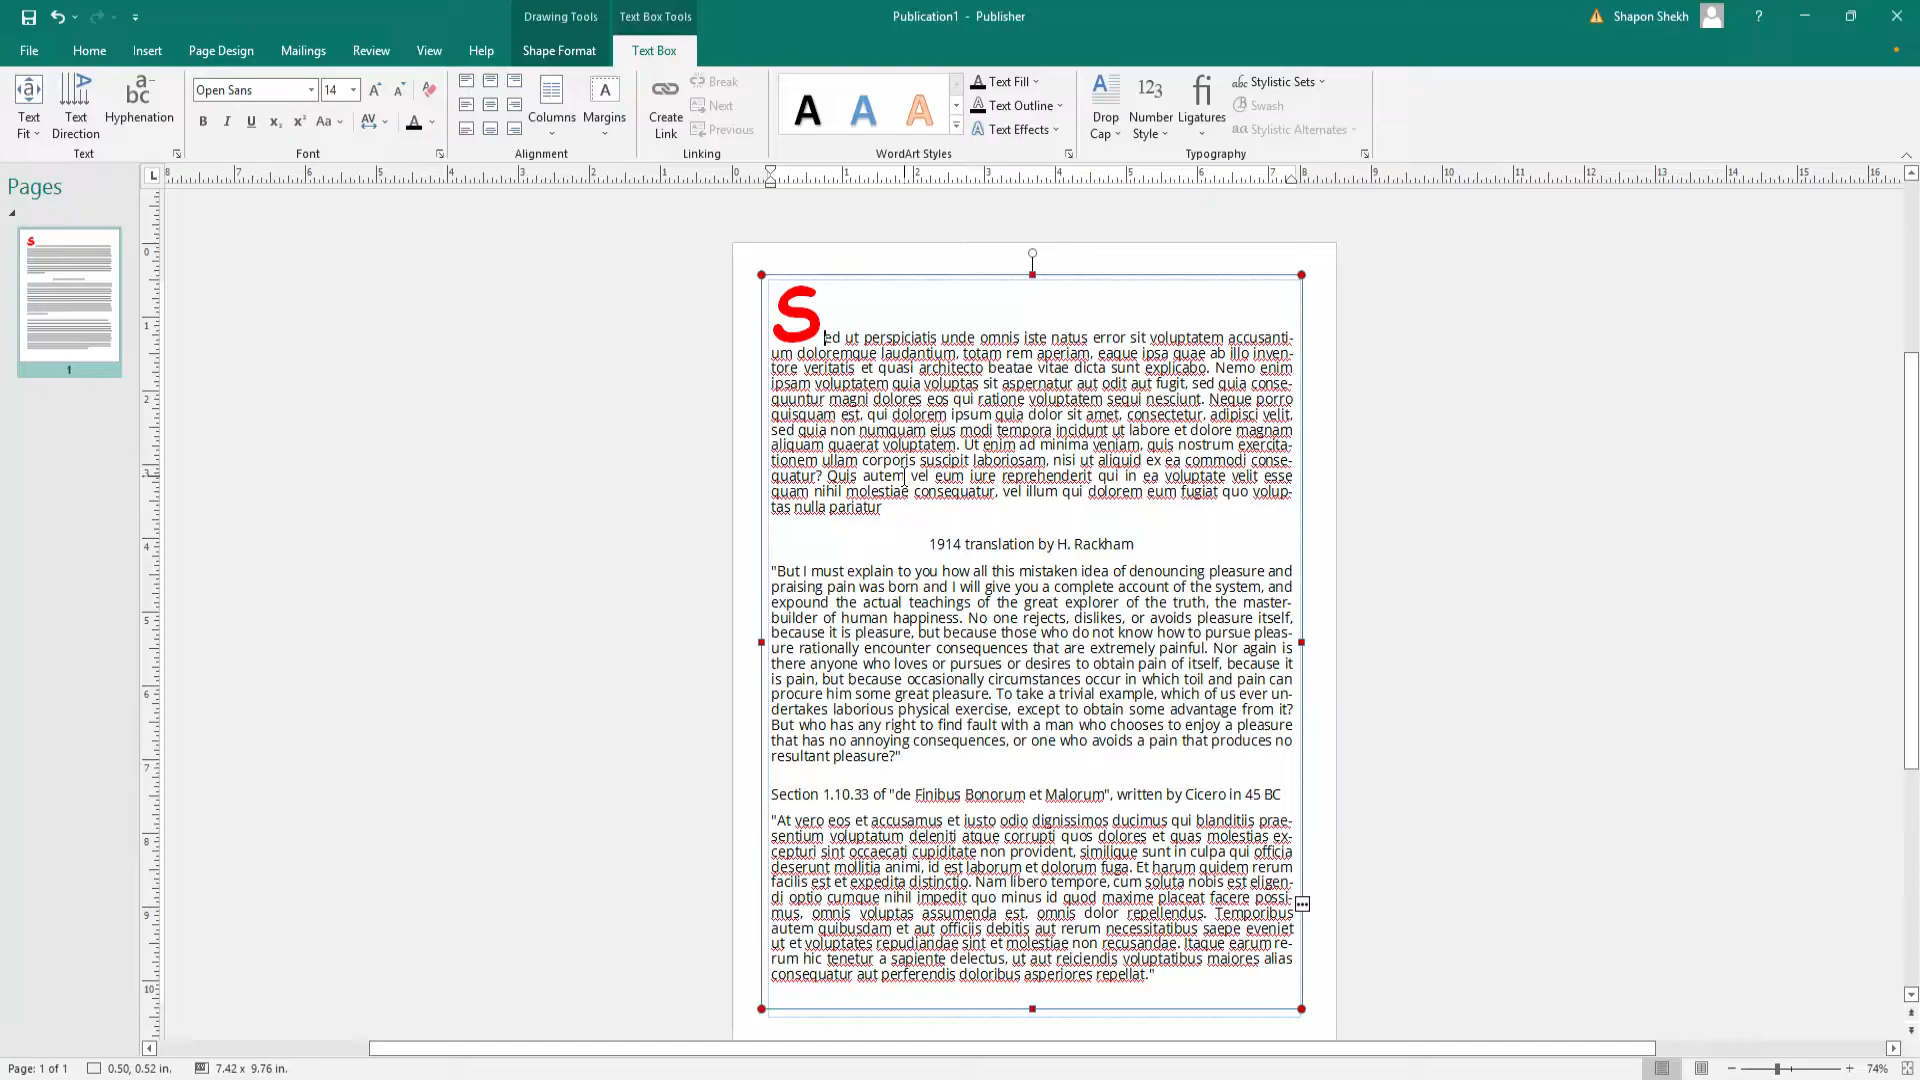 Drawing Tools Text Box Tools Publication1 - Publisher Shapon Shekh ?
File Home Insert Page Design Mailings Review View Help Shape Format Text Box
Text Fit Text Direction Hyphenation Open Sans 14 Columns Margins Create Link Break Next Previous Text Fill Text Outline Text Effects Drop Cap Number Style Ligatures Stylistic Sets Swash Stylistic Alternates
Text Font Alignment Linking WordArt Styles Typography
Pages
1
Sed ut perspiciatis unde omnis iste natus error sit voluptatem accusanti-
um doloremque laudantium, totam rem aperiam, eaque ipsa quae ab illo inven-
tore veritatis et quasi architecto beatae vitae dicta sunt explicabo. Nemo enim
ipsam voluptatem quia voluptas sit aspernatur aut odit aut fugit, sed quia conse-
quuntur magni dolores eos qui ratione voluptatem sequi nesciunt. Neque porro
quisquam est, qui dolorem ipsum quia dolor sit amet, consectetur, adipisci velit,
sed quia non numquam eius modi tempora incidunt ut labore et dolore magnam
aliquam quaerat voluptatem. Ut enim ad minima veniam, quis nostrum exercita-
tionem ullam corporis suscipit laboriosam, nisi ut aliquid ex ea commodi conse-
quatur? Quis autem vel eum iure reprehenderit qui in ea voluptate velit esse
quam nihil molestiae consequatur, vel illum qui dolorem eum fugiat quo volup-
tas nulla pariatur
1914 translation by H. Rackham
"But I must explain to you how all this mistaken idea of denouncing pleasure and
praising pain was born and I will give you a complete account of the system, and
expound the actual teachings of the great explorer of the truth, the master-
builder of human happiness. No one rejects, dislikes, or avoids pleasure itself,
because it is pleasure, but because those who do not know how to pursue pleas-
ure rationally encounter consequences that are extremely painful. Nor again is
there anyone who loves or pursues or desires to obtain pain of itself, because it
is pain, but because occasionally circumstances occur in which toil and pain can
procure him some great pleasure. To take a trivial example, which of us ever un-
dertakes laborious physical exercise, except to obtain some advantage from it?
But who has any right to find fault with a man who chooses to enjoy a pleasure
that has no annoying consequences, or one who avoids a pain that produces no
resultant pleasure?"
Section 1.10.33 of "de Finibus Bonorum et Malorum", written by Cicero in 45 BC
"At vero eos et accusamus et iusto odio dignissimos ducimus qui blanditiis prae-
sentium voluptatum deleniti atque corrupti quos dolores et quas molestias ex-
cepturi sint occaecati cupiditate non provident, similique sunt in culpa qui officia
deserunt mollitia animi, id est laborum et dolorum fuga. Et harum quidem rerum
facilis est et expedita distinctio. Nam libero tempore, cum soluta nobis est eligen-
di optio cumque nihil impedit quo minus id quod maxime placeat facere possi-
mus, omnis voluptas assumenda est, omnis dolor repellendus. Temporibus
autem quibusdam et aut officiis debitis aut rerum necessitatibus saepe eveniet
ut et voluptates repudiandae sint et molestiae non recusandae. Itaque earum re-
rum hic tenetur a sapiente delectus, ut aut reiciendis voluptatibus maiores alias
consequatur aut perferendis doloribus asperiores repellat."
Page: 1 of 1 0.50, 0.52 in. 7.42 x 9.76 in. 74%